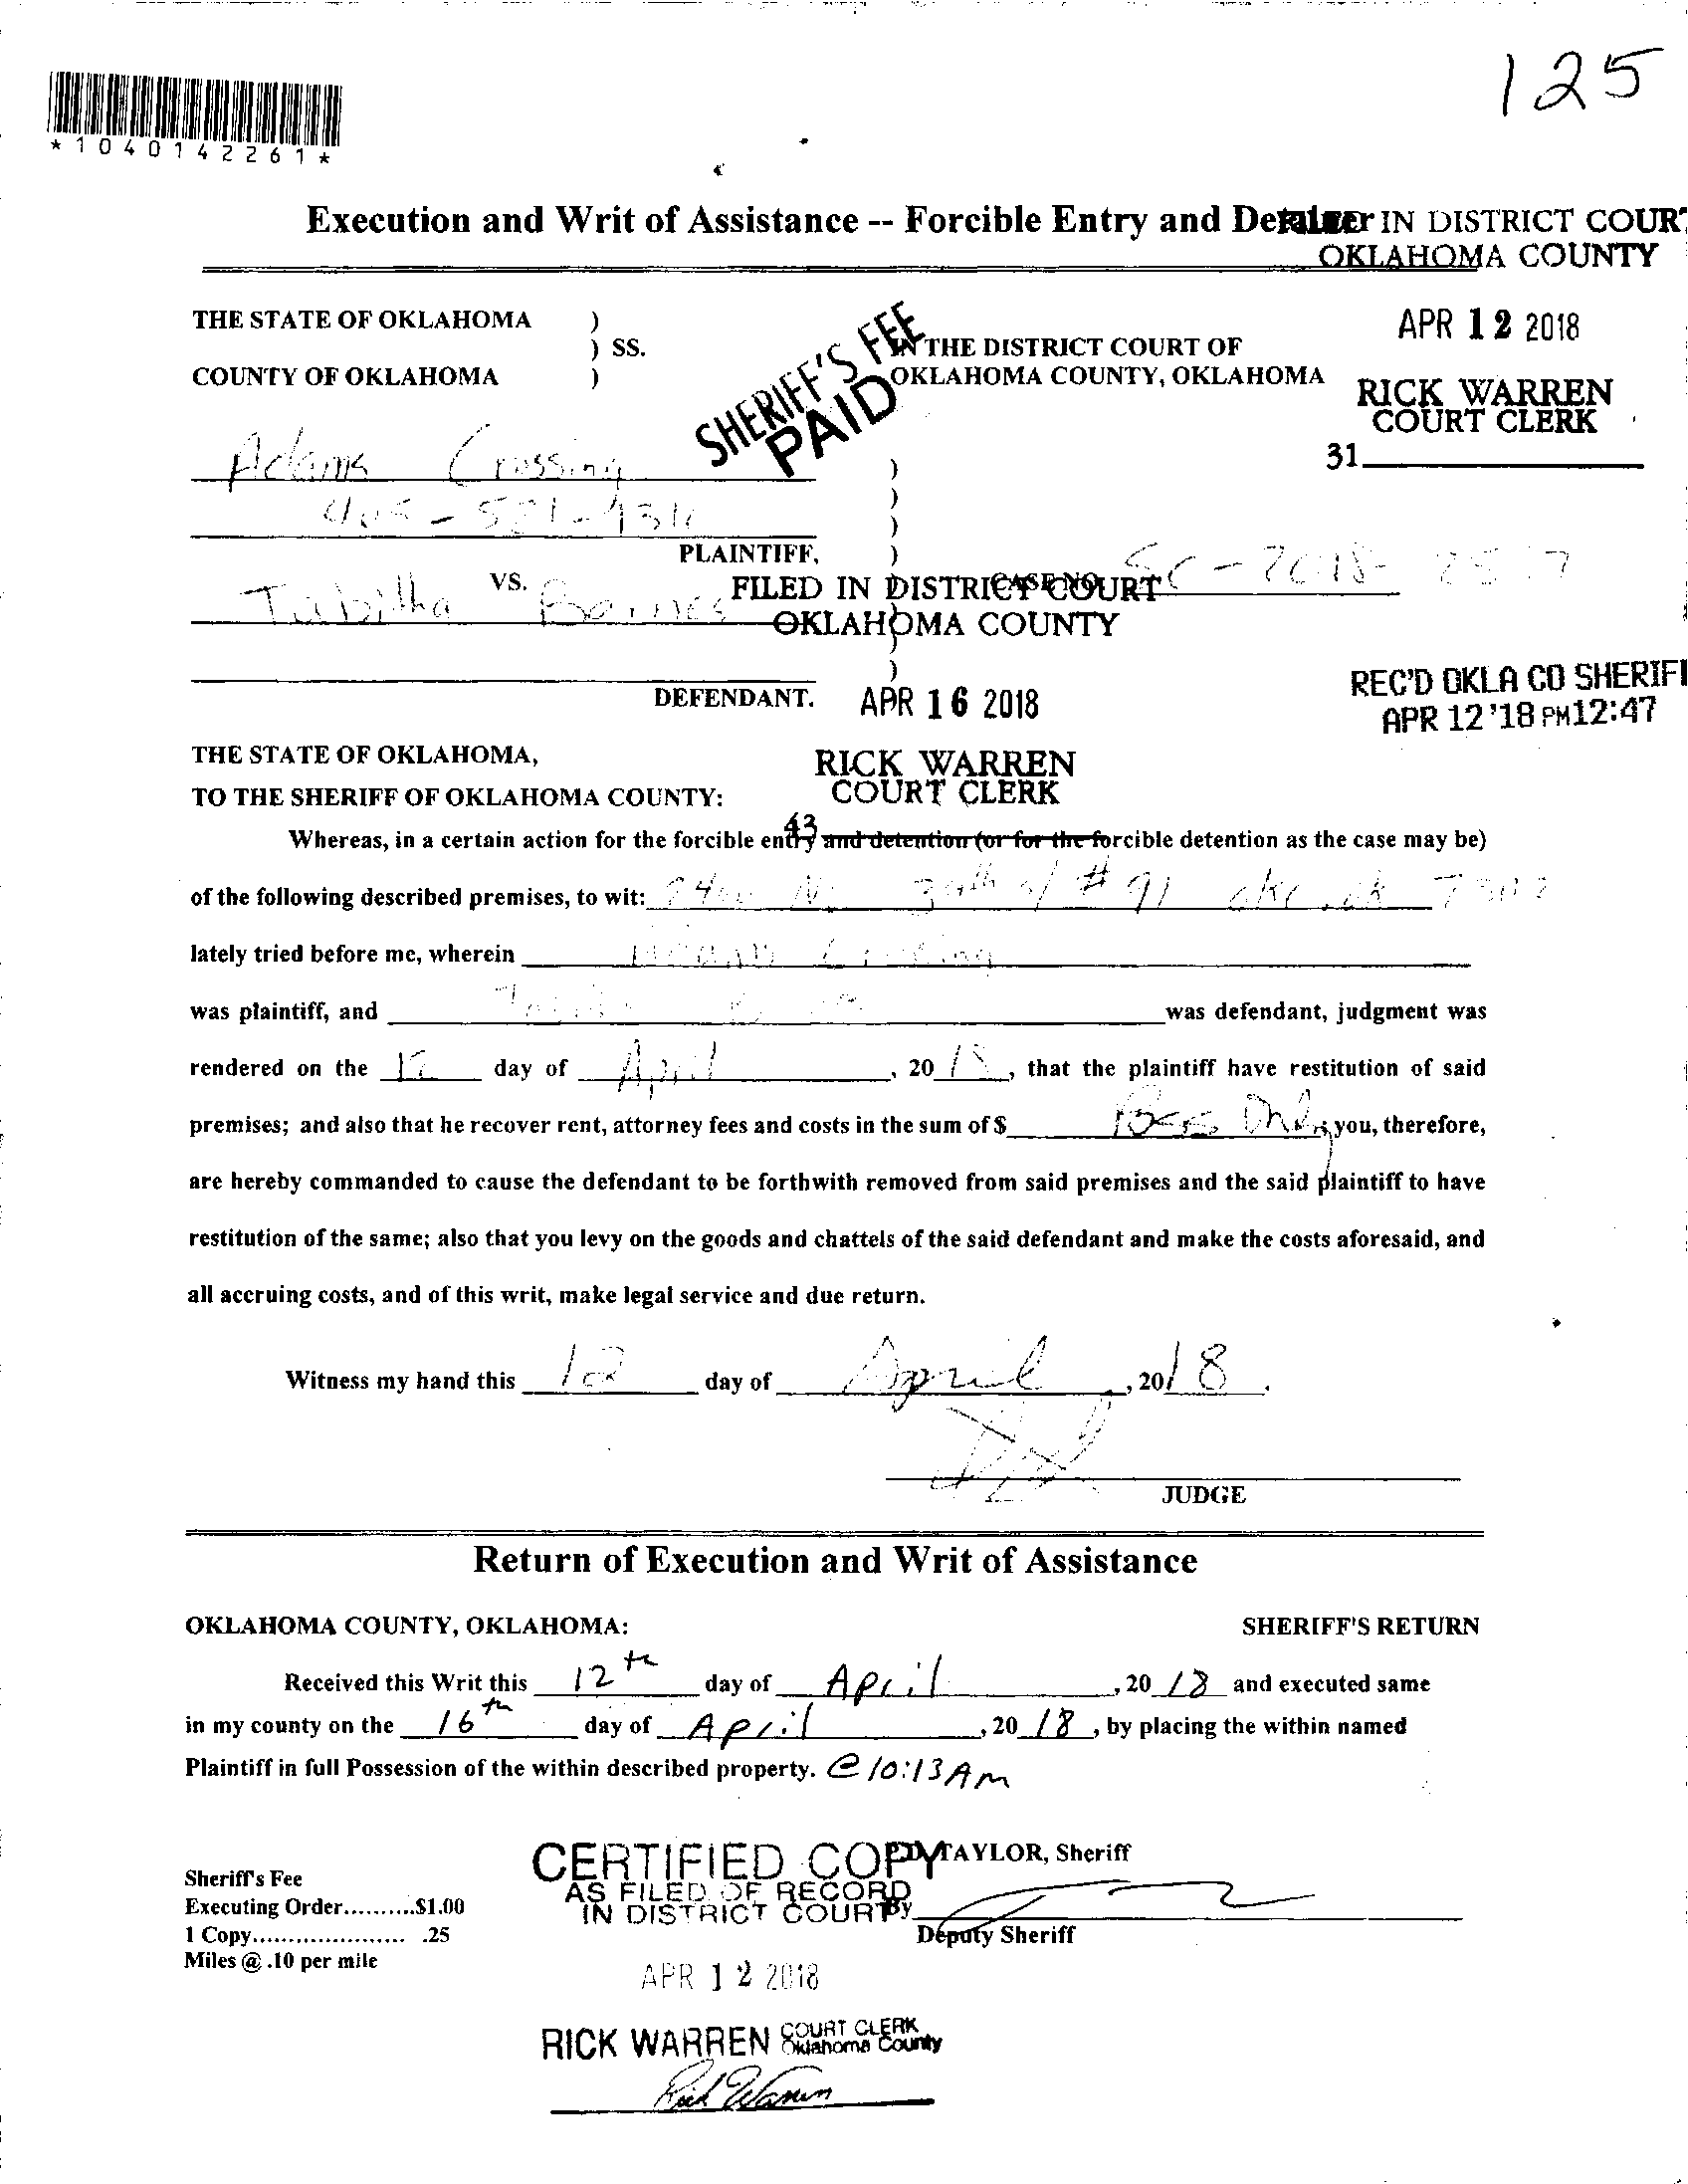 125
*1040142261*
Execution and Writ of Assistance -- Forcible Entry and Detainer
FILED IN DISTRICT COURT
OKLAHOMA COUNTY
THE STATE OF OKLAHOMA )
) SS.
COUNTY OF OKLAHOMA )
SHERIFF'S FEE
PAID
IN THE DISTRICT COURT OF
OKLAHOMA COUNTY, OKLAHOMA
APR 12 2018
RICK WARREN
COURT CLERK
31
Adams Crossing )
)
)
PLAINTIFF, )
VS. CASE NO. SC-2018-
Tabitha Barnes
FILED IN DISTRICT COURT
OKLAHOMA COUNTY
)
)
DEFENDANT.
APR 16 2018
RICK WARREN
COURT CLERK
43
REC'D OKLA CO SHERIFF
APR 12 '18 PM12:47
THE STATE OF OKLAHOMA,
TO THE SHERIFF OF OKLAHOMA COUNTY:
Whereas, in a certain action for the forcible entry and detention (or for the forcible detention as the case may be)
of the following described premises, to wit: # 91 okc ok
lately tried before me, wherein Adams Crossing
was plaintiff, and was defendant, judgment was
rendered on the 12 day of April, 2018, that the plaintiff have restitution of said
premises; and also that he recover rent, attorney fees and costs in the sum of $ Poss Only; you, therefore,
are hereby commanded to cause the defendant to be forthwith removed from said premises and the said plaintiff to have
restitution of the same; also that you levy on the goods and chattels of the said defendant and make the costs aforesaid, and
all accruing costs, and of this writ, make legal service and due return.
Witness my hand this 12 day of April, 2018.
JUDGE
Return of Execution and Writ of Assistance
OKLAHOMA COUNTY, OKLAHOMA: SHERIFF'S RETURN
Received this Writ this 12th day of April, 2018 and executed same
in my county on the 16th day of April, 2018, by placing the within named
Plaintiff in full Possession of the within described property. @ 10:13 Am
TAYLOR, Sheriff
CERTIFIED COPY
AS FILED OF RECORD
IN DISTRICT COURT
Sheriff's Fee
Executing Order..........$1.00
1 Copy..................... .25
Miles @ .10 per mile
By
Deputy Sheriff
APR 12 2018
RICK WARREN COURT CLERK
Oklahoma County
Rick Warren